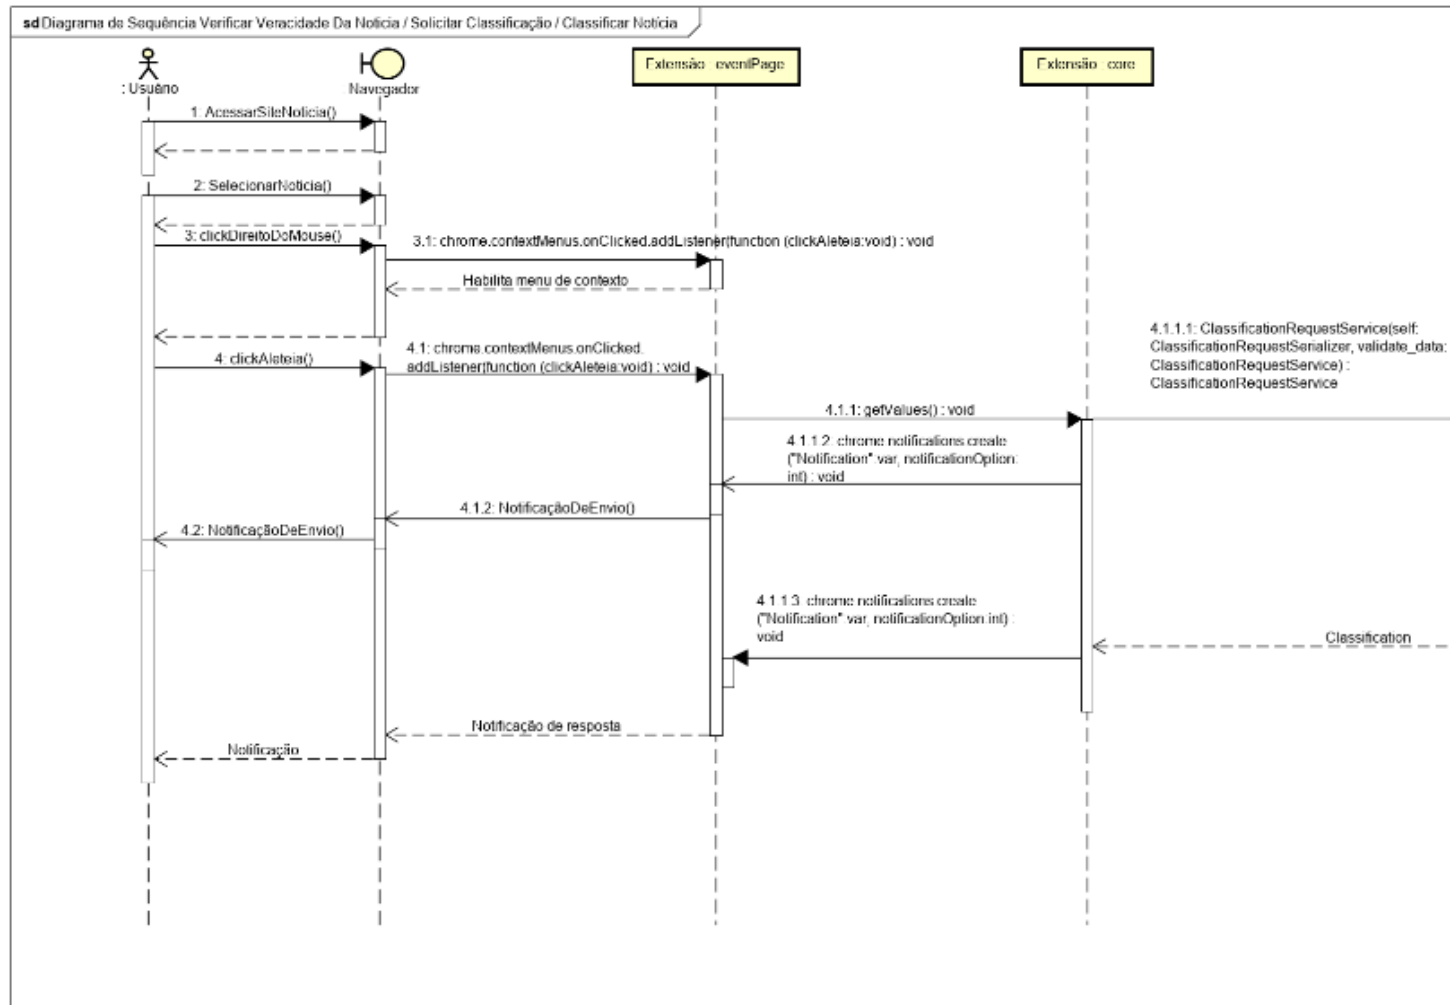 sd Diagrama de Sequência Verificar Veracidade Da Noticia / Solicitar Classificação / Classificar Notícia
: Usuário
Navegador
Extensão eventPage
Extensão core
1: AcessarSiteNoticia()
2: SelecionarNoticia()
3: clickDireitoDoMouse()
3.1: chrome.contextMenus.onClicked.addListener(function (clickAleteia:void) : void
Habilita menu de contexto
4: clickAleteia()
4.1: chrome.contextMenus.onClicked.
addListener(function (clickAleteia:void) : void
4.1.1.1: ClassificationRequestService(self:
ClassificationRequestSerializer, validate_data:
ClassificationRequestService) :
ClassificationRequestService
4.1.1: getValues() : void
4.1.1.2: chrome notifications create
("Notification" var, notificationOption:
int) : void
4.1.2: NotificaçãoDeEnvio()
4.2: NotificaçãoDeEnvio()
4.1.1.3: chrome notifications create
("Notification" var, notificationOption int) :
void
Classification
Notificação de resposta
Notificação